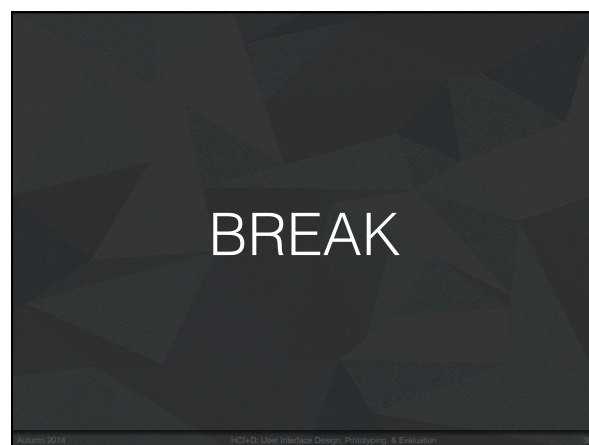 BREAK
Autumn 2014
HCI+D: User Interface Design, Prototyping, & Evaluation